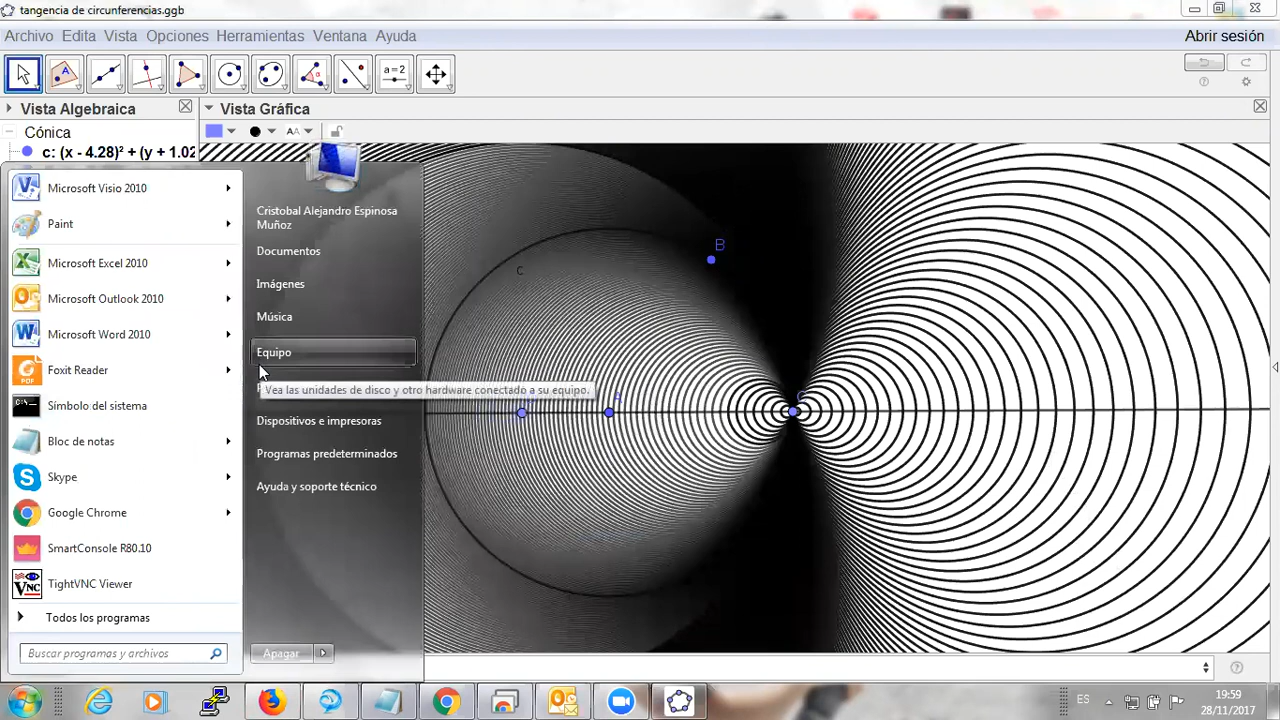 tangencia de circunferencias.ggb
Archivo Edita Vista Opciones Herramientas Ventana Ayuda
Abrir sesión
A
α
a=2
Vista Algebraica
Vista Gráfica
AA
Cónica
c: (x - 4.28)² + (y + 1.02
Microsoft Visio 2010
Paint
Microsoft Excel 2010
Microsoft Outlook 2010
Microsoft Word 2010
Foxit Reader
PDF
Símbolo del sistema
Bloc de notas
Skype
Google Chrome
SmartConsole R80.10
TightVNC Viewer
Todos los programas
Buscar programas y archivos
Cristobal Alejandro Espinosa
Muñoz
Documentos
Imágenes
Música
Equipo
Vea las unidades de disco y otro hardware conectado a su equipo.
Dispositivos e impresoras
Programas predeterminados
Ayuda y soporte técnico
Apagar
c
B
ES
19:59
28/11/2017